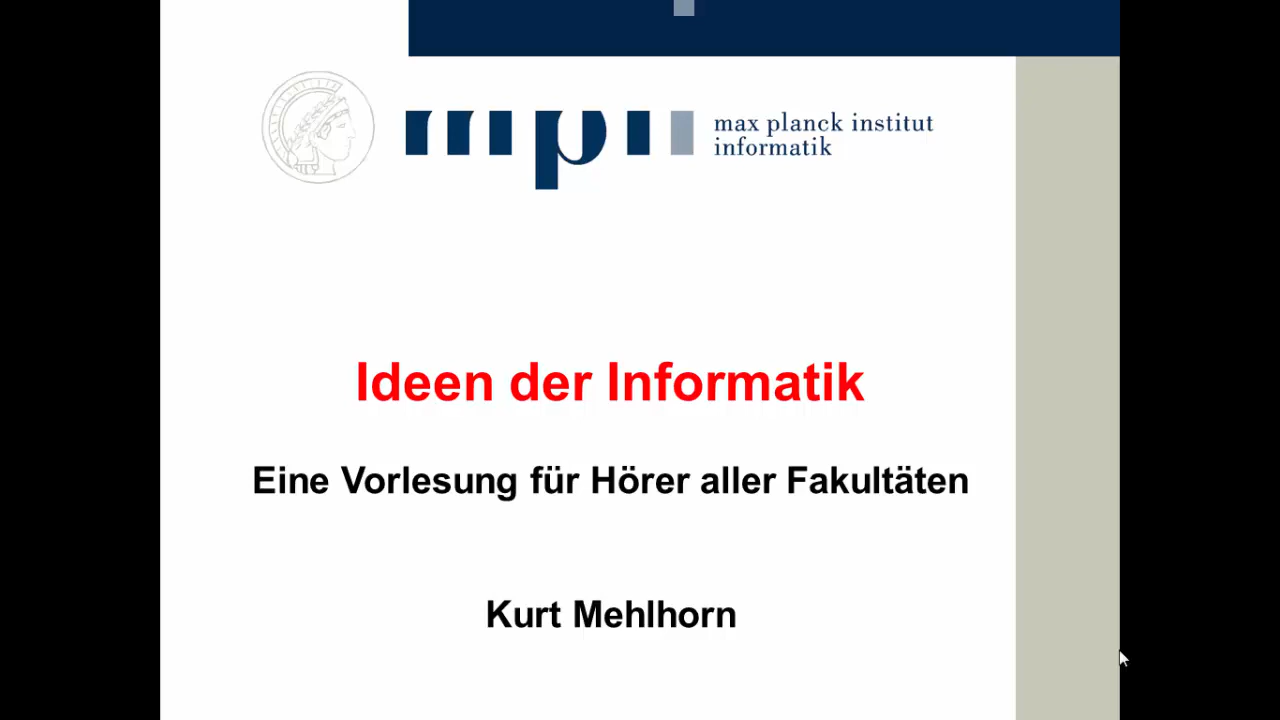 mpii
max planck institut
informatik
Ideen der Informatik
Eine Vorlesung für Hörer aller Fakultäten
Kurt Mehlhorn